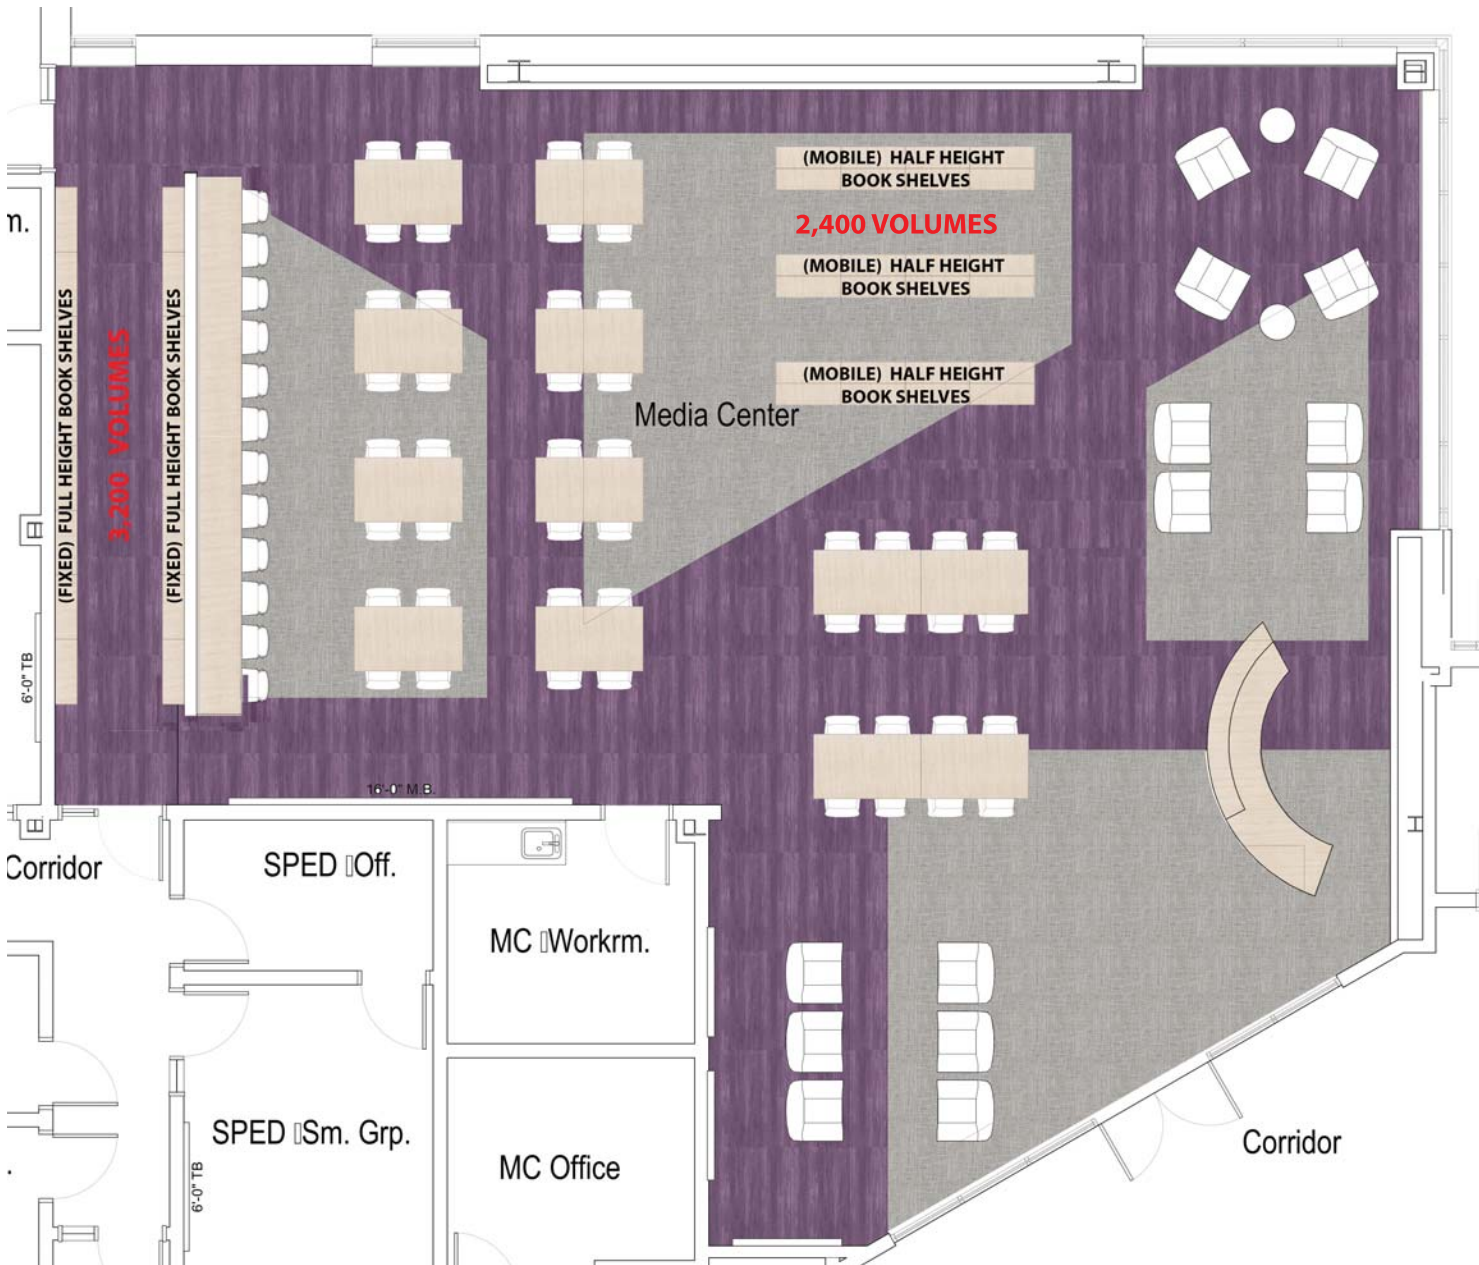 (MOBILE) HALF HEIGHT
BOOK SHELVES
2,400 VOLUMES
(MOBILE) HALF HEIGHT
BOOK SHELVES
(MOBILE) HALF HEIGHT
BOOK SHELVES
m.
(FIXED) FULL HEIGHT BOOK SHELVES
3,200 VOLUMES
(FIXED) FULL HEIGHT BOOK SHELVES
Media Center
6'-0" TB
16'-0" M.B.
Corridor
SPED Off.
MC Workrm.
SPED Sm. Grp.
6'-0" TB
MC Office
Corridor